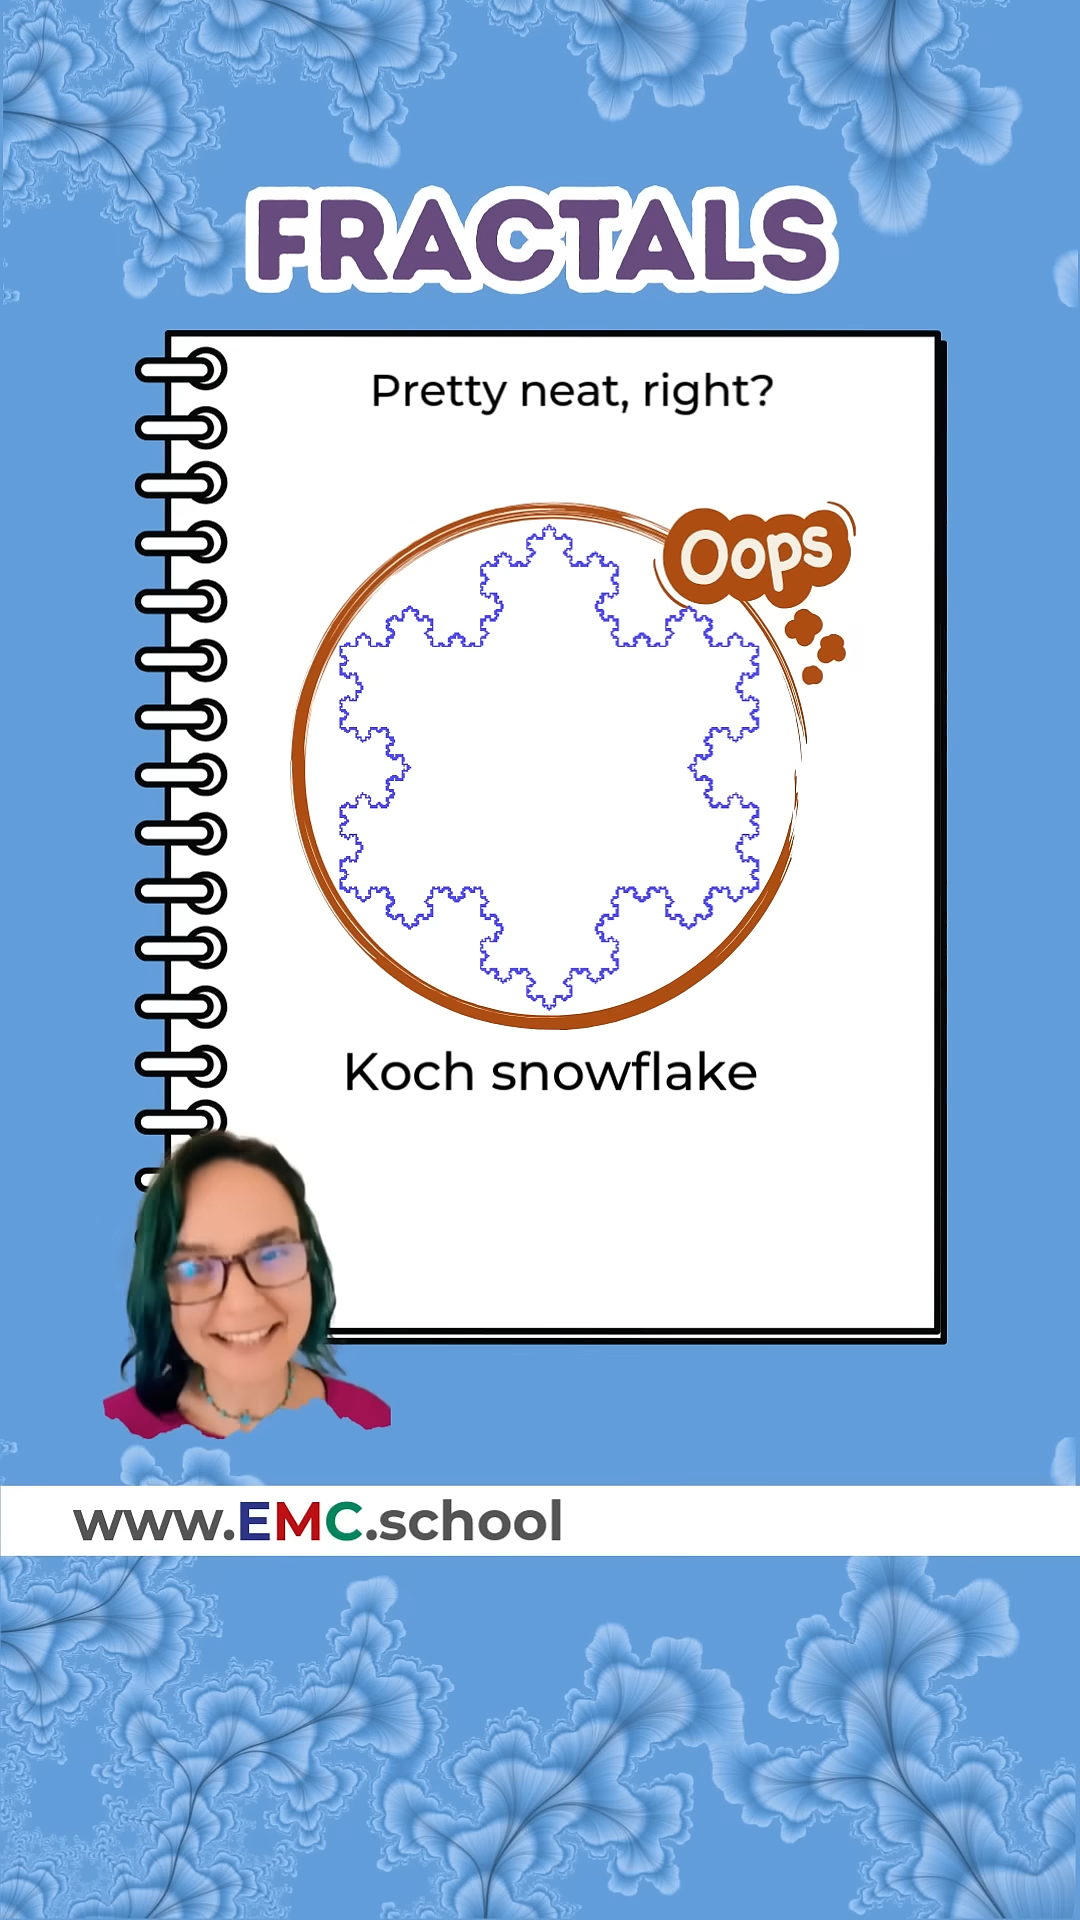 FRACTALS
Pretty neat, right?
Oops
Koch snowflake
www.EMC.school